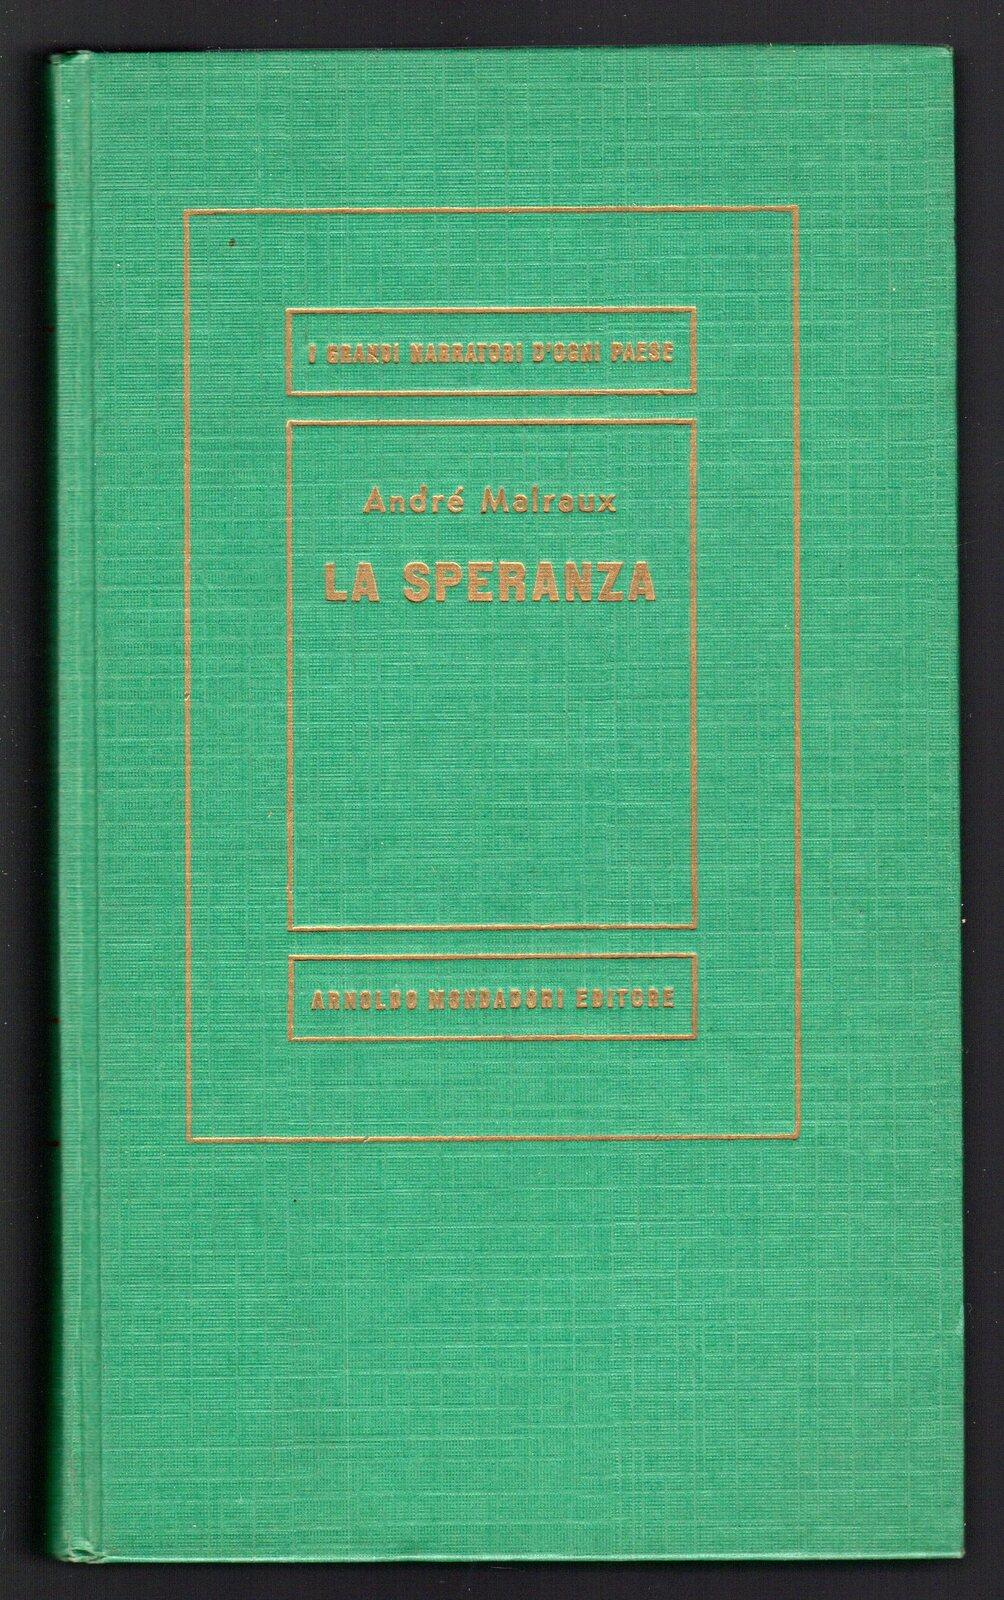 I GRANDI NARRATORI D'OGNI PAESE
André Malraux
LA SPERANZA
ARNOLDO MONDADORI EDITORE